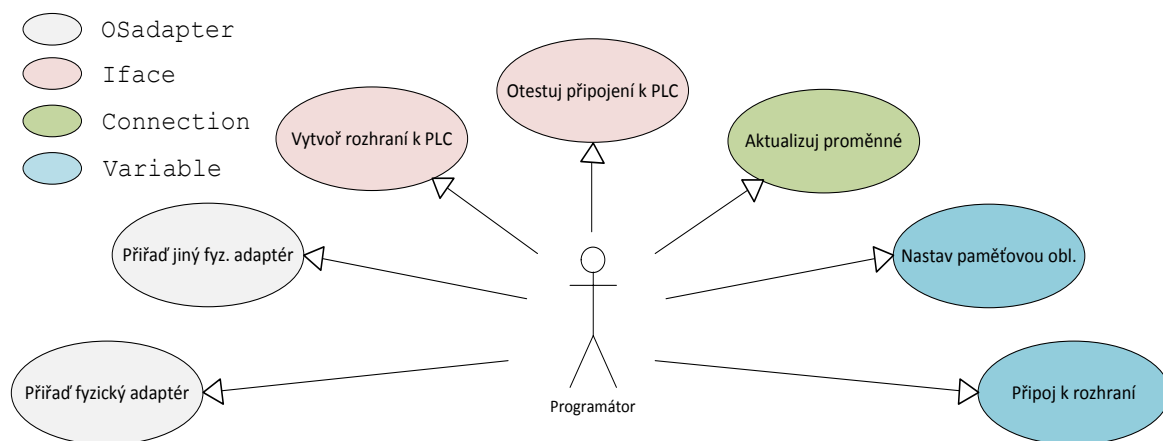 OSadapter
Iface
Connection
Variable
Otestuj připojení k PLC
Vytvoř rozhraní k PLC
Aktualizuj proměnné
Přiřaď jiný fyz. adaptér
Nastav paměťovou obl.
Přiřaď fyzický adaptér
Připoj k rozhraní
Programátor